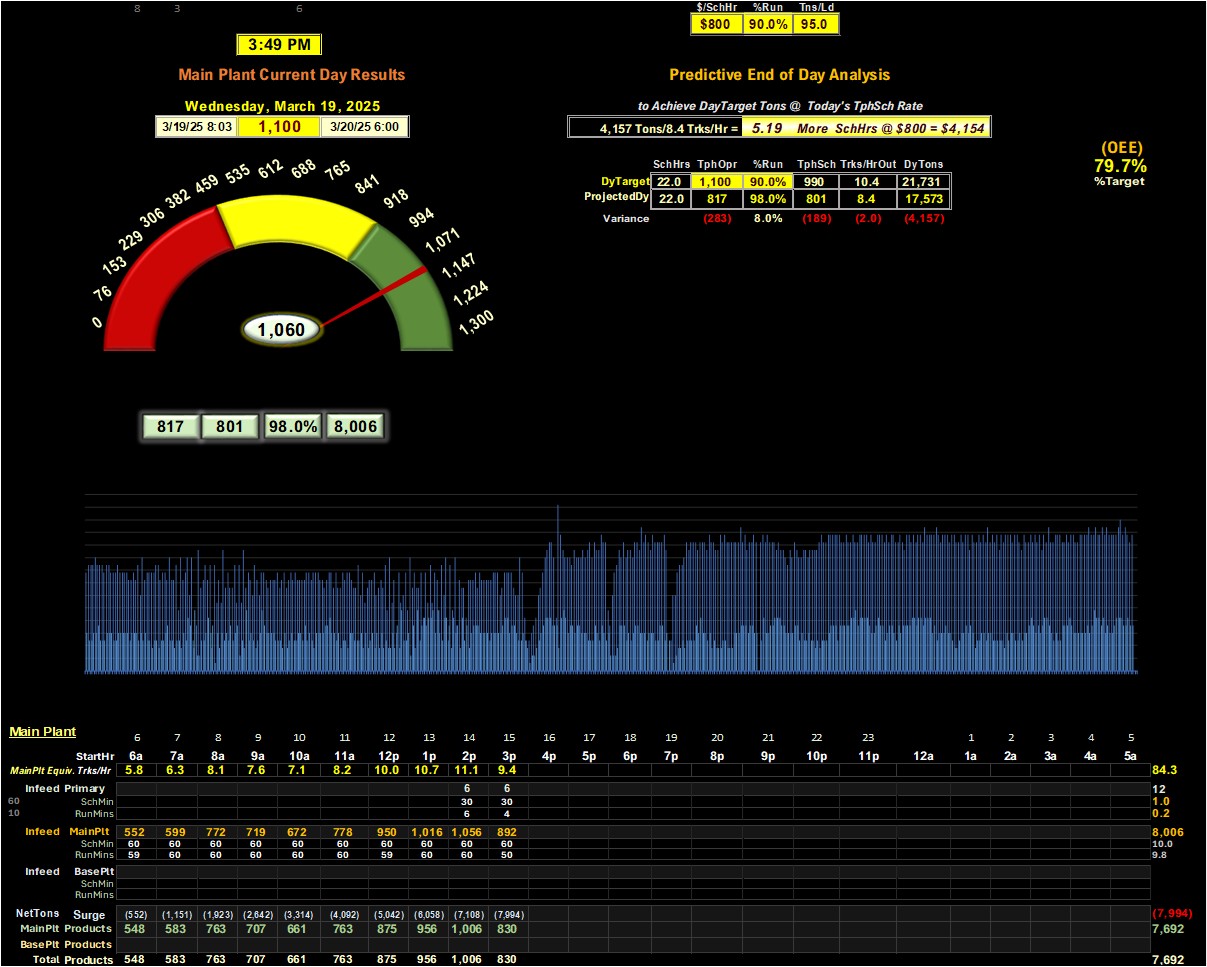 8 3 6
$/SchHr %Run Tns/Ld
$800 90.0% 95.0
3:49 PM
Main Plant Current Day Results
Predictive End of Day Analysis
Wednesday, March 19, 2025
to Achieve DayTarget Tons @ Today's TphSch Rate
3/19/25 8:03 1,100 3/20/25 6:00
4,157 Tons/8.4 Trks/Hr = 5.19 More SchHrs @ $800 = $4,154
(OEE)
79.7%
%Target
SchHrs TphOpr %Run TphSch Trks/HrOut DyTons
DyTarget 22.0 1,100 90.0% 990 10.4 21,731
ProjectedDy 22.0 817 98.0% 801 8.4 17,573
Variance (283) 8.0% (189) (2.0) (4,157)
0 76 153 229 306 382 459 535 612 688 765 841 918 994 1,071 1,147 1,224 1,300
1,060
817 801 98.0% 8,006
Main Plant 6 7 8 9 10 11 12 13 14 15 16 17 18 19 20 21 22 23 1 2 3 4 5
StartHr 6a 7a 8a 9a 10a 11a 12p 1p 2p 3p 4p 5p 6p 7p 8p 9p 10p 11p 12a 1a 2a 3a 4a 5a
MainPlt Equiv. Trks/Hr 5.8 6.3 8.1 7.6 7.1 8.2 10.0 10.7 11.1 9.4 84.3
Infeed Primary 6 6 12
60 SchMin 30 30 1.0
10 RunMins 6 4 0.2
Infeed MainPlt 552 599 772 719 672 778 950 1,016 1,056 892 8,006
SchMin 60 60 60 60 60 60 60 60 60 60 10.0
RunMins 59 60 60 60 60 60 59 60 60 50 9.8
Infeed BasePlt
SchMin
RunMins
NetTons Surge (552) (1,151) (1,923) (2,642) (3,314) (4,092) (5,042) (6,058) (7,108) (7,994) (7,994)
MainPlt Products 548 583 763 707 661 763 875 956 1,006 830 7,692
BasePlt Products
Total Products 548 583 763 707 661 763 875 956 1,006 830 7,692